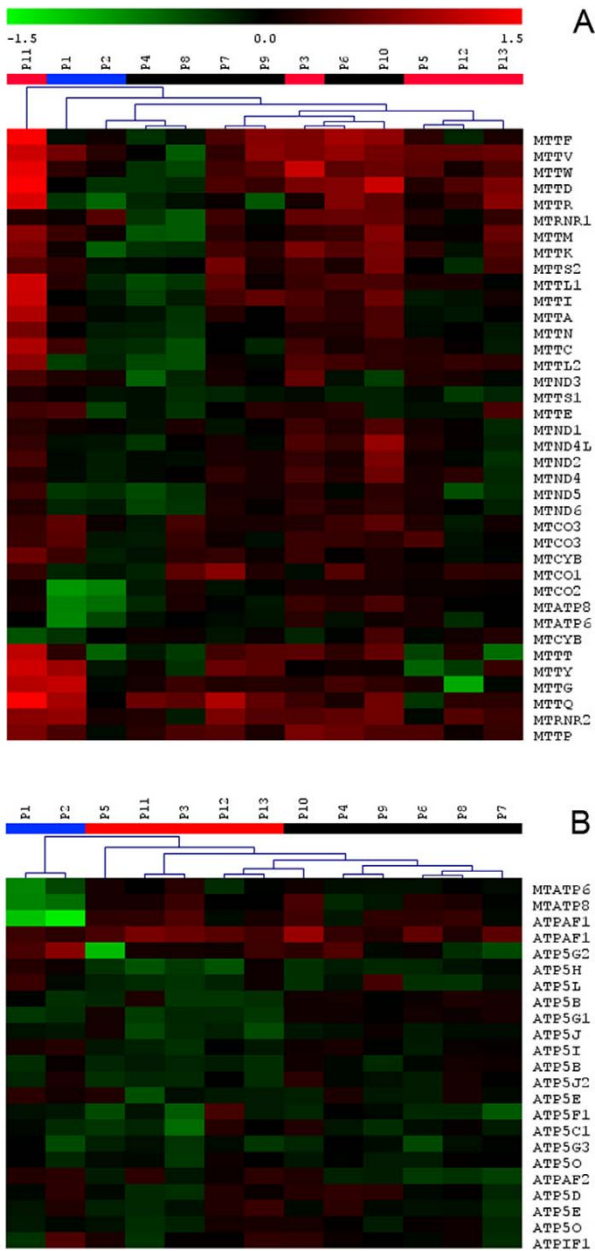 A
-1.5 0.0 1.5
P11 P1 P2 P4 P8 P7 P9 P3 P6 P10 P5 P12 P13
MTTF
MTTV
MTTW
MTTD
MTTR
MTRNR1
MTTM
MTTK
MTTS2
MTTL1
MTTI
MTTA
MTTN
MTTC
MTTL2
MTND3
MTTS1
MTTE
MTND1
MTND4L
MTND2
MTND4
MTND5
MTND6
MTCO3
MTCO3
MTCYB
MTCO1
MTCO2
MTATP8
MTATP6
MTCYB
MTTT
MTTY
MTTG
MTTQ
MTRNR2
MTTP
B
P1 P2 P5 P11 P3 P12 P13 P10 P4 P9 P6 P8 P7
MTATP6
MTATP8
ATPAF1
ATPAF1
ATP5G2
ATP5H
ATP5L
ATP5B
ATP5G1
ATP5J
ATP5I
ATP5B
ATP5J2
ATP5E
ATP5F1
ATP5C1
ATP5G3
ATP5O
ATPAF2
ATP5D
ATP5E
ATP5O
ATPIF1